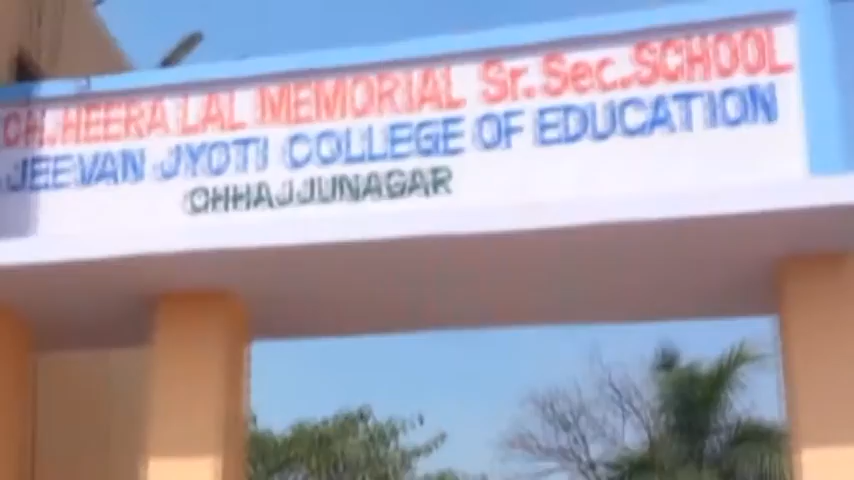 CH.HEERA LAL MEMORIAL Sr.Sec.SCHOOL
JEEVAN JYOTI COLLEGE OF EDUCATION
CHHAJJUNAGAR